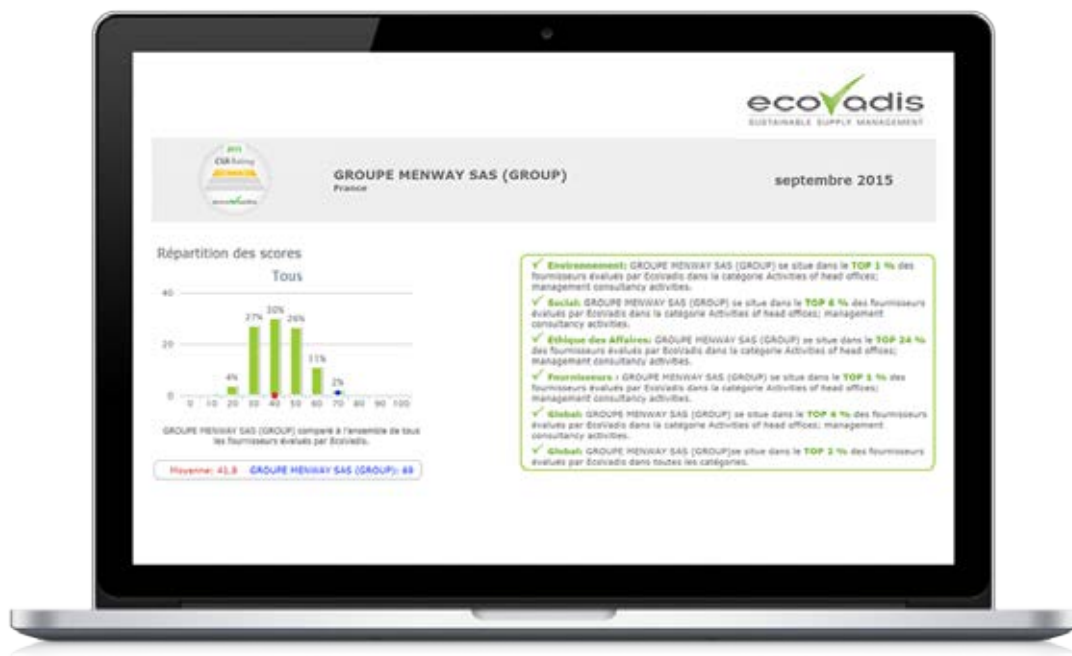 ecovadis
SUSTAINABLE SUPPLY MANAGEMENT
2015
CSR Rating
ecovadis
GROUPE MENWAY SAS (GROUP)
France
septembre 2015
Répartition des scores
Tous
40
20
0
4%
27%
30%
26%
11%
2%
0 10 20 30 40 50 60 70 80 90 100
GROUPE MENWAY SAS (GROUP) comparé à l'ensemble de tous
les fournisseurs évalués par EcoVadis.
Moyenne: 41,8 GROUPE MENWAY SAS (GROUP): 69
✓ Environnement: GROUPE MENWAY SAS (GROUP) se situe dans le TOP 1 % des
fournisseurs évalués par EcoVadis dans la catégorie Activities of head offices;
management consultancy activities.
✓ Social: GROUPE MENWAY SAS (GROUP) se situe dans le TOP 6 % des fournisseurs
évalués par EcoVadis dans la catégorie Activities of head offices; management
consultancy activities.
✓ Ethique des Affaires: GROUPE MENWAY SAS (GROUP) se situe dans le TOP 24 %
des fournisseurs évalués par EcoVadis dans la catégorie Activities of head offices;
management consultancy activities.
✓ Fournisseurs : GROUPE MENWAY SAS (GROUP) se situe dans le TOP 1 % des
fournisseurs évalués par EcoVadis dans la catégorie Activities of head offices;
management consultancy activities.
✓ Global: GROUPE MENWAY SAS (GROUP) se situe dans le TOP 4 % des fournisseurs
évalués par EcoVadis dans la catégorie Activities of head offices; management
consultancy activities.
✓ Global: GROUPE MENWAY SAS (GROUP)se situe dans le TOP 2 % des fournisseurs
évalués par EcoVadis dans toutes les catégories.